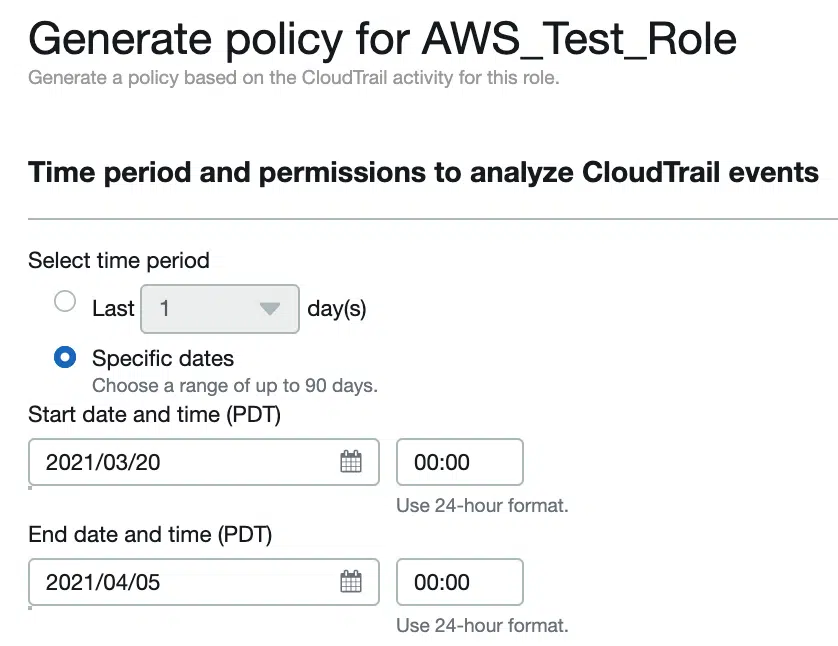 Generate policy for AWS_Test_Role
Generate a policy based on the CloudTrail activity for this role.
Time period and permissions to analyze CloudTrail events
Select time period
Last 1 day(s)
Specific dates
Choose a range of up to 90 days.
Start date and time (PDT)
2021/03/20 00:00
Use 24-hour format.
End date and time (PDT)
2021/04/05 00:00
Use 24-hour format.